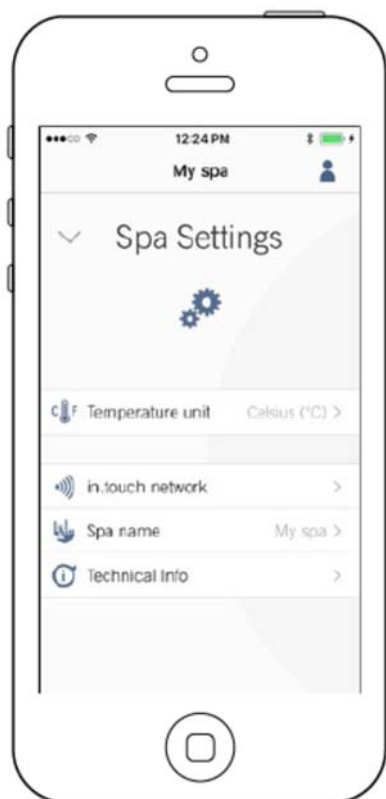 12:24 PM
My spa
Spa Settings
C F Temperature unit Celsius (°C) >
in.touch network >
Spa name My spa >
Technical Info >